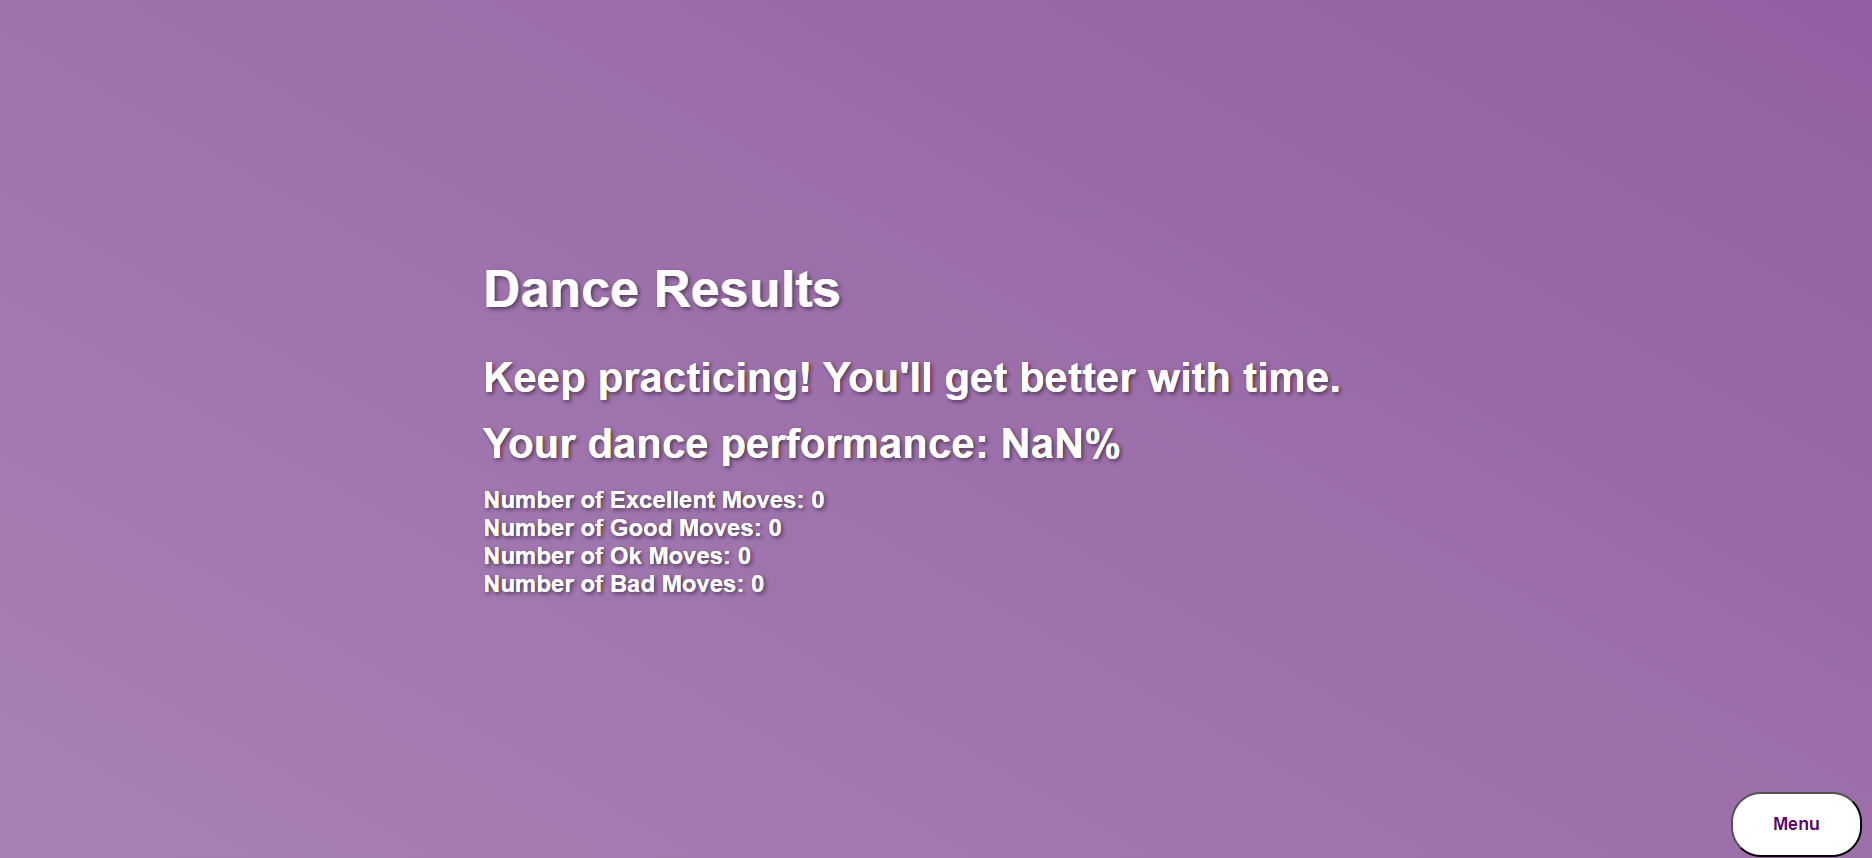 Dance Results
Keep practicing! You'll get better with time.
Your dance performance: NaN%
Number of Excellent Moves: 0
Number of Good Moves: 0
Number of Ok Moves: 0
Number of Bad Moves: 0
Menu